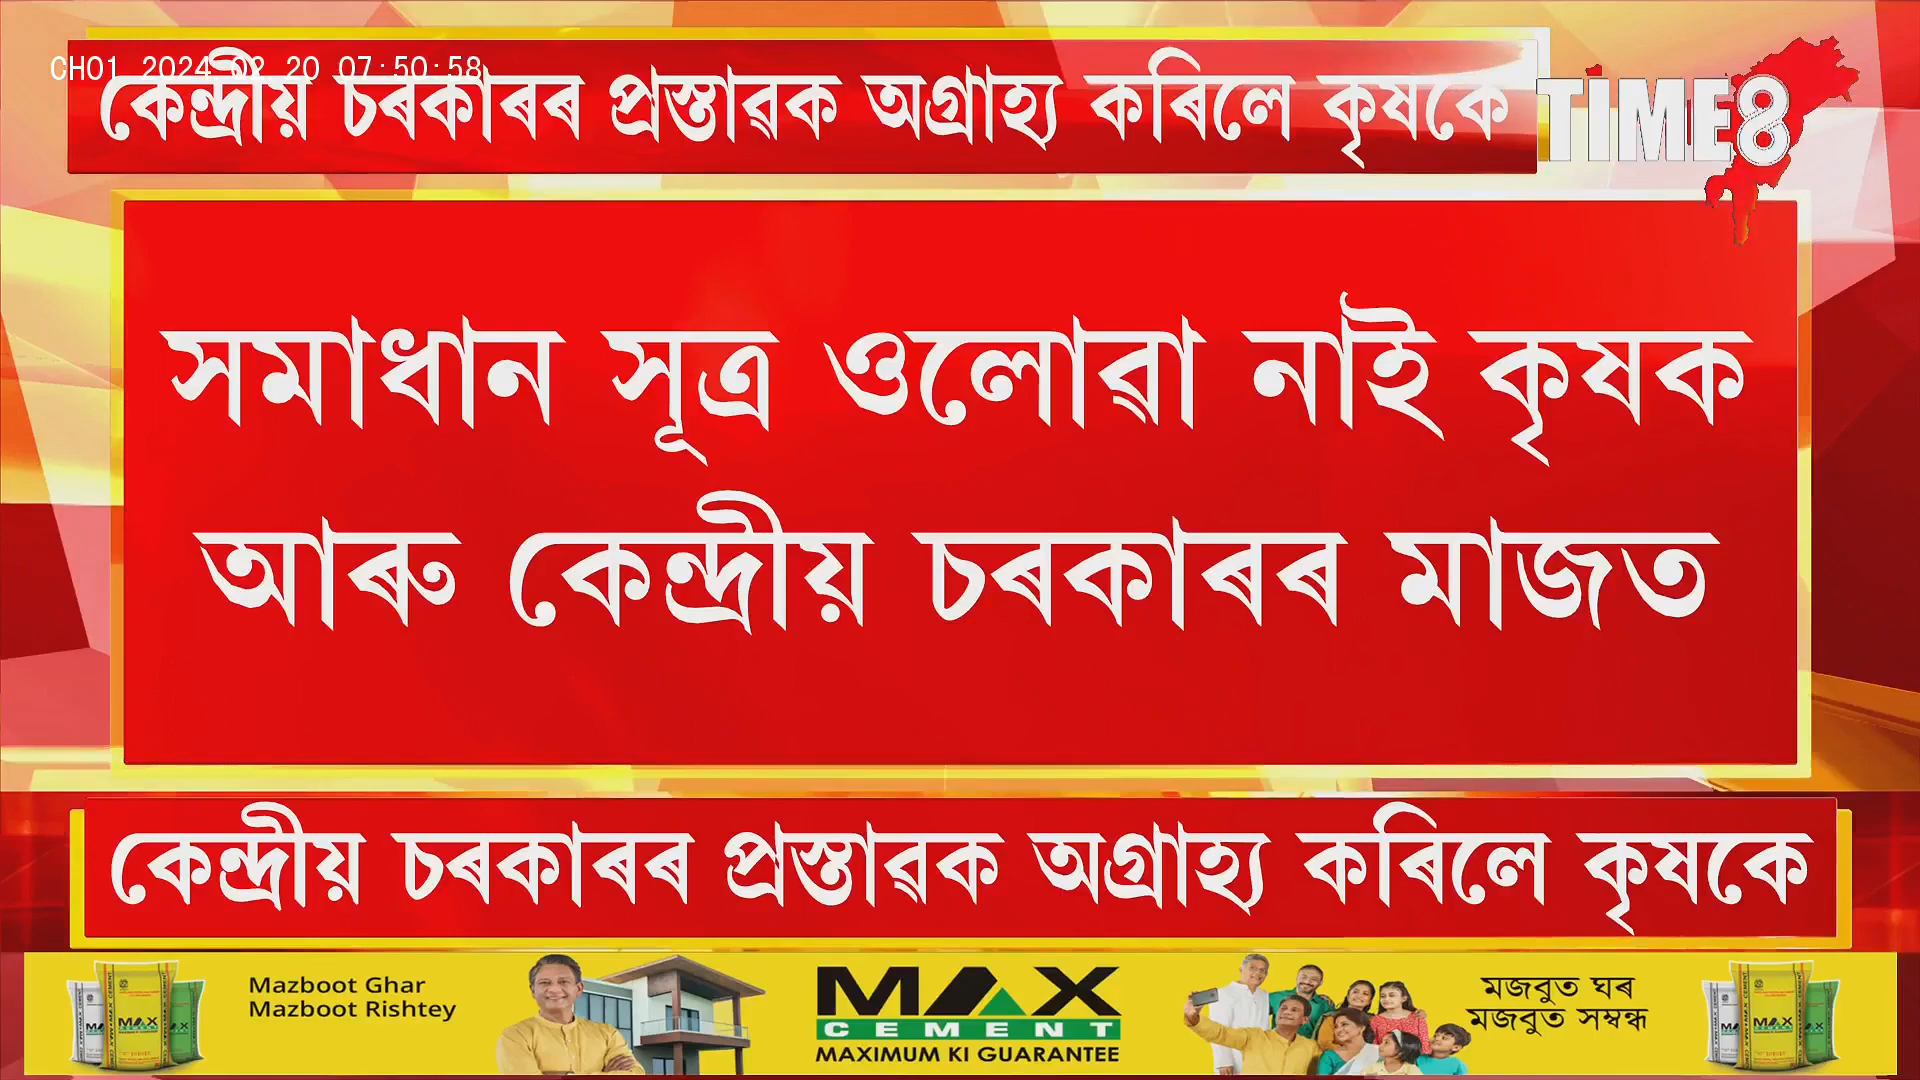 CH01 2024 02 20 07:50:58
কেন্দ্ৰীয় চৰকাৰৰ প্ৰস্তাৱক অগ্ৰাহ্য কৰিলে কৃষকে
TIME8
সমাধান সূত্ৰ ওলোৱা নাই কৃষক
আৰু কেন্দ্ৰীয় চৰকাৰৰ মাজত
কেন্দ্ৰীয় চৰকাৰৰ প্ৰস্তাৱক অগ্ৰাহ্য কৰিলে কৃষকে
Mazboot Ghar
Mazboot Rishtey
MAX
CEMENT
MAXIMUM KI GUARANTEE
মজবুত ঘৰ
মজবুত সম্বন্ধ